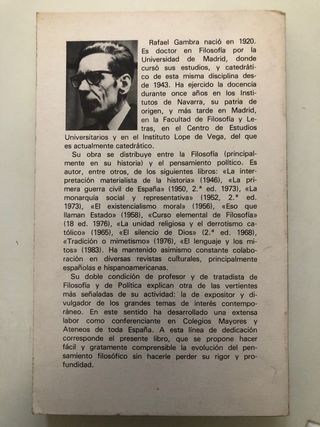 Rafael Gambra nació en 1920.
Es doctor en Filosofía por la
Universidad de Madrid, donde
cursó sus estudios, y catedráti-
co de esta misma disciplina des-
de 1943. Ha ejercido la docencia
durante once años en los Insti-
tutos de Navarra, su patria de
origen, y más tarde en Madrid,
en la Facultad de Filosofía y Le-
tras, en el Centro de Estudios
Universitarios y en el Instituto Lope de Vega, del que
es actualmente catedrático.
Su obra se distribuye entre la Filosofía (principal-
mente en su historia) y el pensamiento político. Es
autor, entre otros, de los siguientes libros: «La inter-
pretación materialista de la historia» (1946), «La pri-
mera guerra civil de España» (1950, 2.ª ed. 1973), «La
monarquía social y representativa» (1952, 2.ª ed.
1973), «El existencialismo moral» (1956), «Eso que
llaman Estado» (1958), «Curso elemental de Filosofía»
(18 ed. 1976), «La unidad religiosa y el derrotismo ca-
tólico» (1965), «El silencio de Dios» (2.ª ed. 1968),
«Tradición o mimetismo» (1976), «El lenguaje y los mi-
tos» (1983). Ha mantenido asimismo constante colabo-
ración en diversas revistas culturales, principalmente
españolas e hispanoamericanas.
Su doble condición de profesor y de tratadista de
Filosofía y de Política explican otra de las vertientes
más señaladas de su actividad: la de expositor y di-
vulgador de los grandes temas de interés contempo-
ráneo. En este sentido ha desarrollado una extensa
labor como conferenciante en Colegios Mayores y
Ateneos de toda España. A esta línea de dedicación
corresponde el presente libro, que se propone hacer
fácil y gratamente comprensible la evolución del pen-
samiento filosófico sin hacerle perder su rigor y pro-
fundidad.